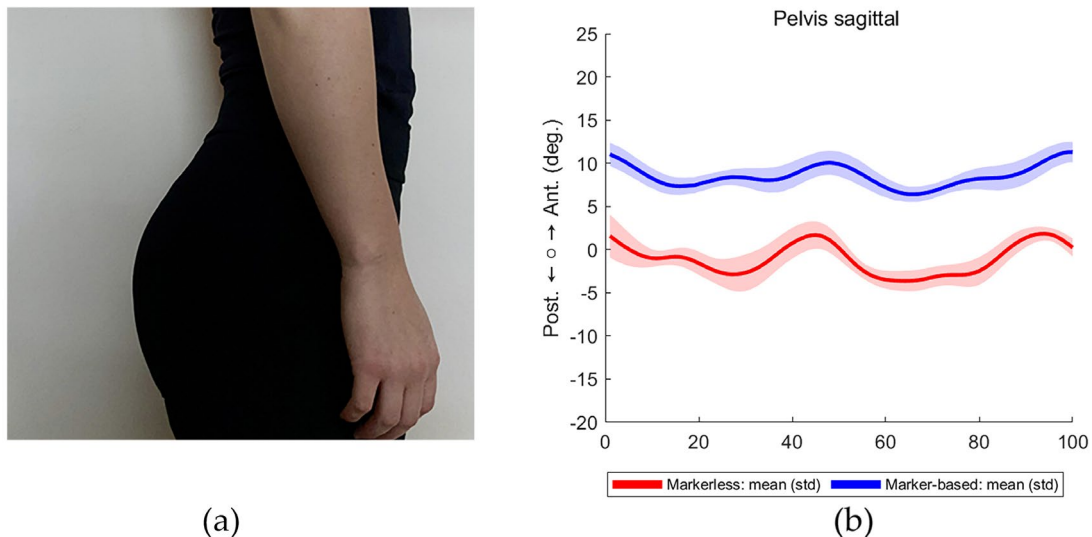 Pelvis sagittal
25
20
15
10
5
0
-5
-10
-15
-20
Post. ← ○ → Ant. (deg.)
0 20 40 60 80 100
Markerless: mean (std) Marker-based: mean (std)
(a) (b)